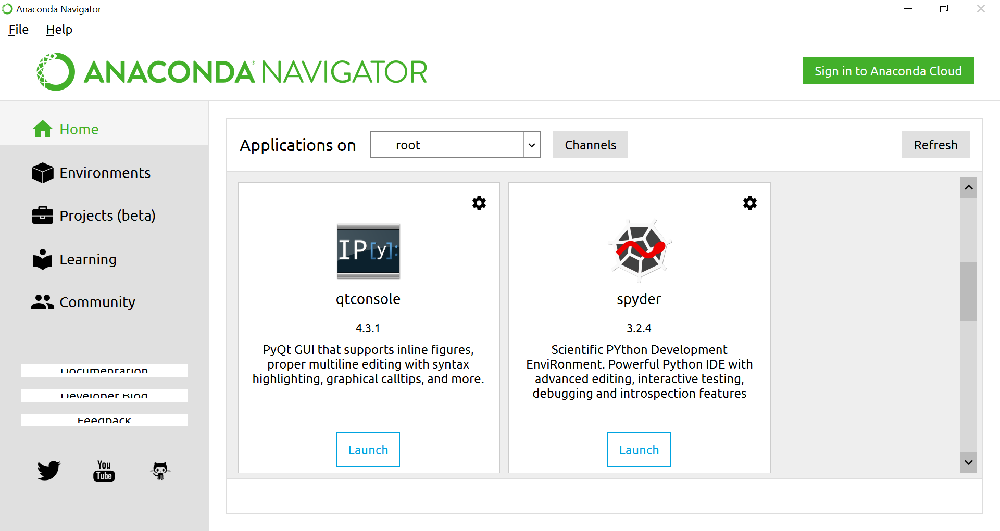 Anaconda Navigator
File Help
ANACONDA® NAVIGATOR
Sign in to Anaconda Cloud
Home
Environments
Projects (beta)
Learning
Community
Documentation
Developer Blog
Feedback
You
Tube
Applications on root Channels Refresh
IP[y]:
qtconsole
4.3.1
PyQt GUI that supports inline figures,
proper multiline editing with syntax
highlighting, graphical calltips, and more.
Launch
spyder
3.2.4
Scientific PYthon Development
EnviRonment. Powerful Python IDE with
advanced editing, interactive testing,
debugging and introspection features
Launch